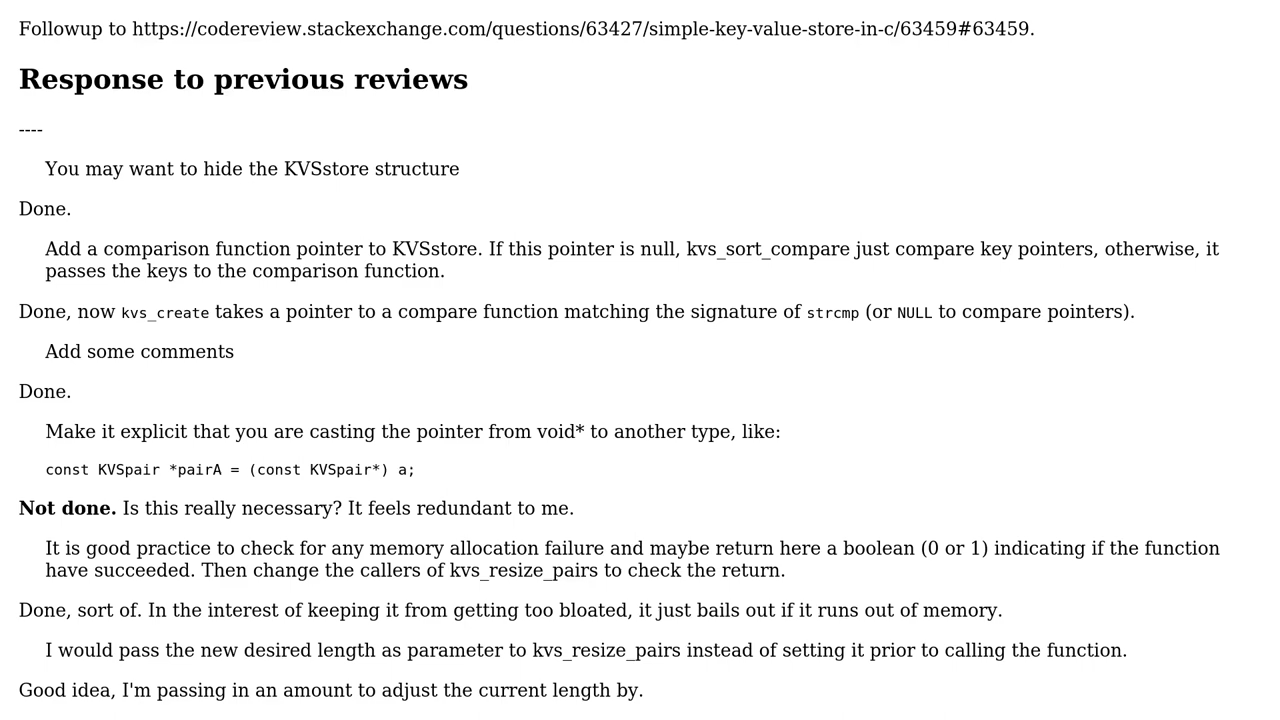 Followup to https://codereview.stackexchange.com/questions/63427/simple-key-value-store-in-c/63459#63459.
Response to previous reviews
----
You may want to hide the KVSstore structure
Done.
Add a comparison function pointer to KVSstore. If this pointer is null, kvs_sort_compare just compare key pointers, otherwise, it
passes the keys to the comparison function.
Done, now kvs_create takes a pointer to a compare function matching the signature of strcmp (or NULL to compare pointers).
Add some comments
Done.
Make it explicit that you are casting the pointer from void* to another type, like:
const KVSpair *pairA = (const KVSpair*) a;
Not done. Is this really necessary? It feels redundant to me.
It is good practice to check for any memory allocation failure and maybe return here a boolean (0 or 1) indicating if the function
have succeeded. Then change the callers of kvs_resize_pairs to check the return.
Done, sort of. In the interest of keeping it from getting too bloated, it just bails out if it runs out of memory.
I would pass the new desired length as parameter to kvs_resize_pairs instead of setting it prior to calling the function.
Good idea, I'm passing in an amount to adjust the current length by.